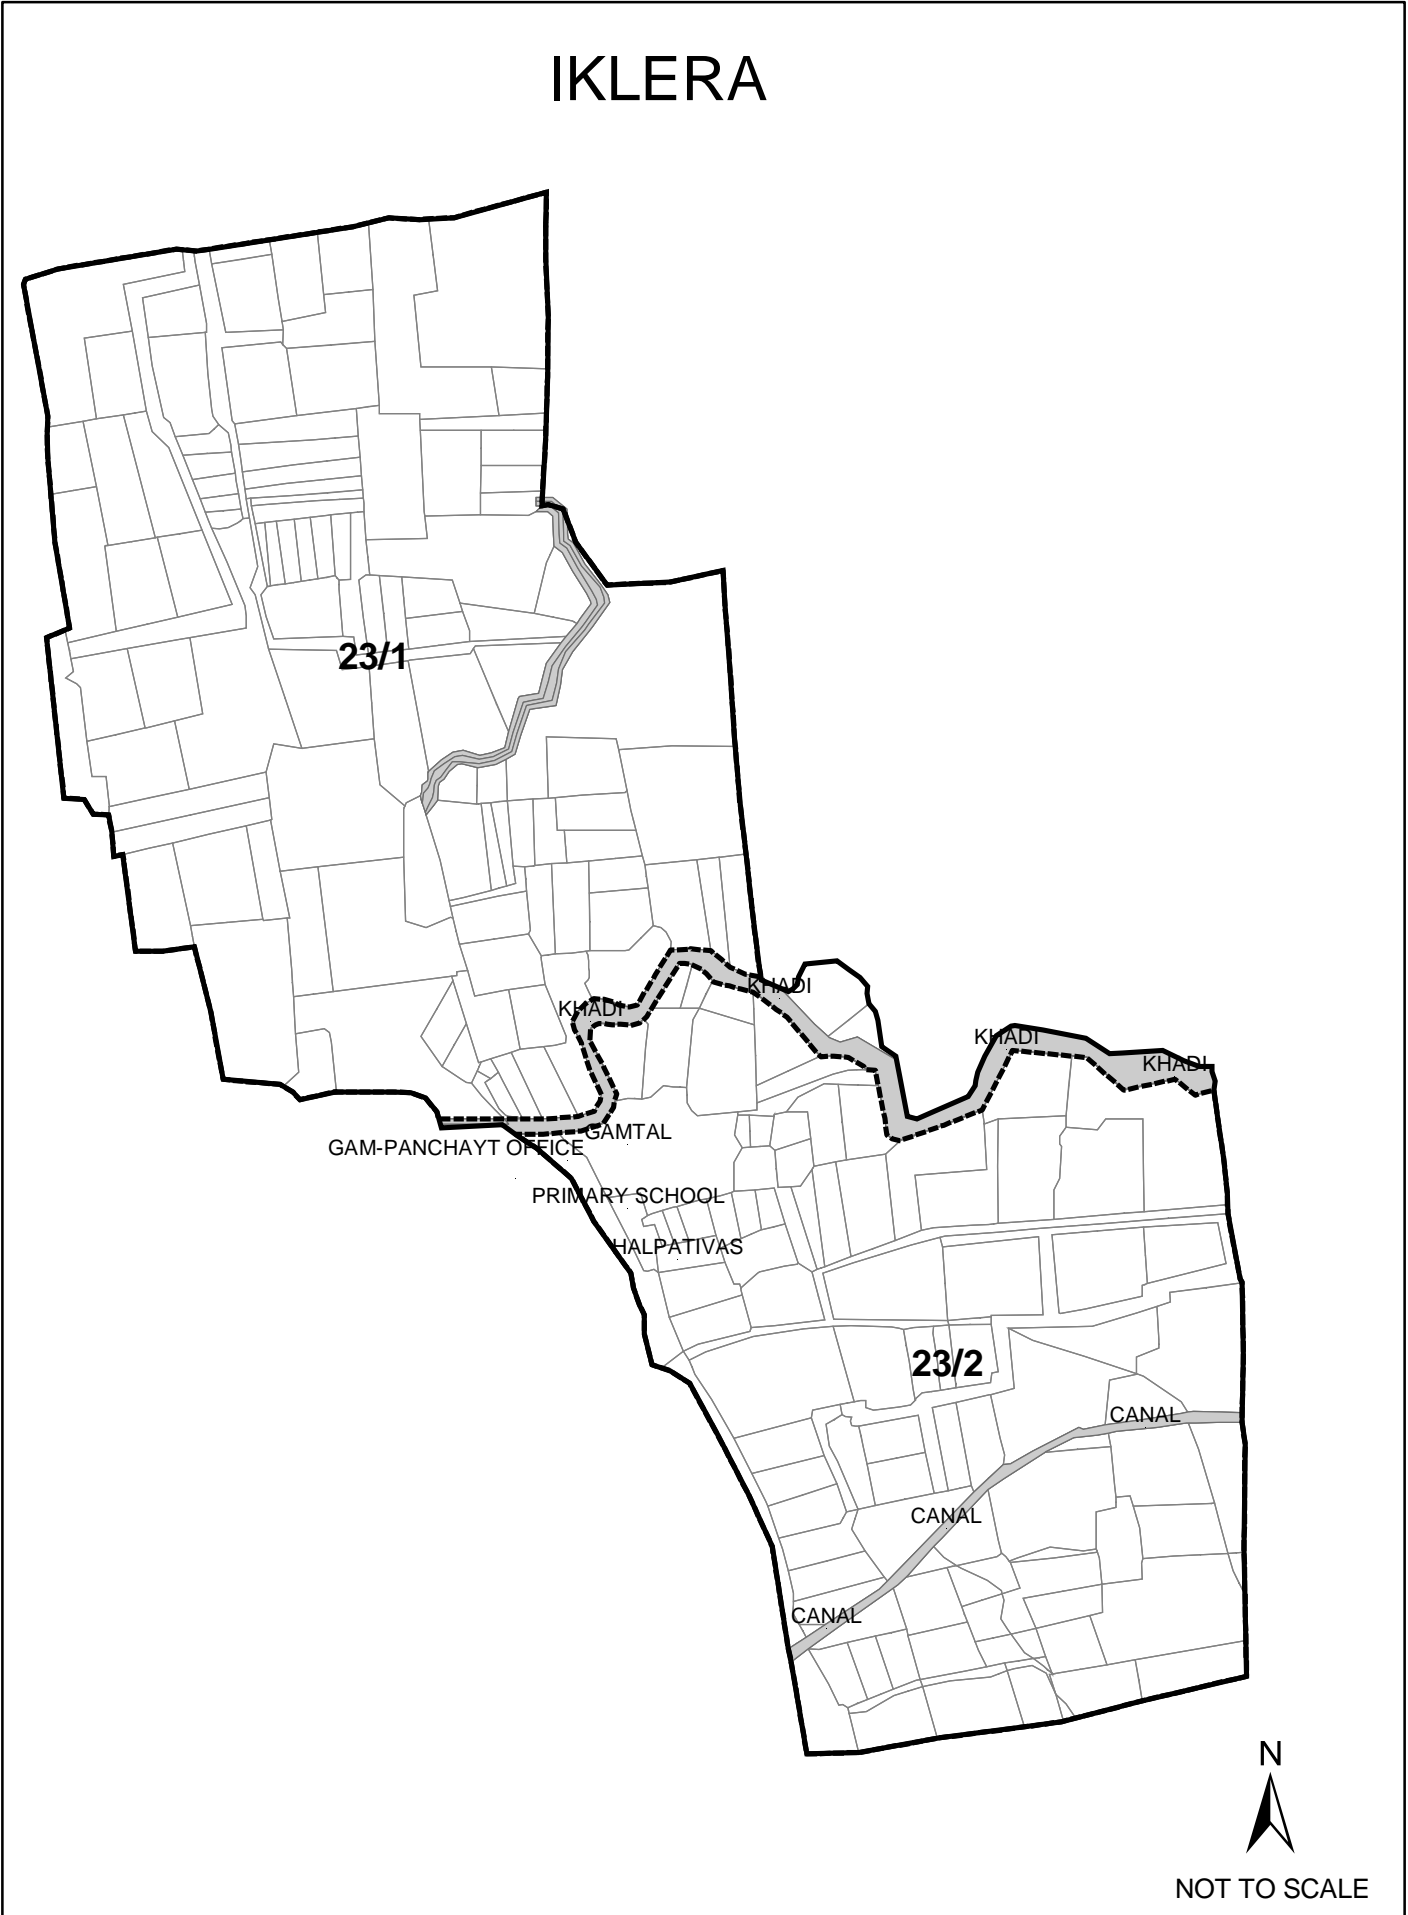 IKLERA
23/1
KHADI
KHADI
KHADI
KHADI
GAMTAL
GAM-PANCHAYT OFFICE
PRIMARY SCHOOL
HALPATIVAS
23/2
CANAL
CANAL
CANAL
N
NOT TO SCALE